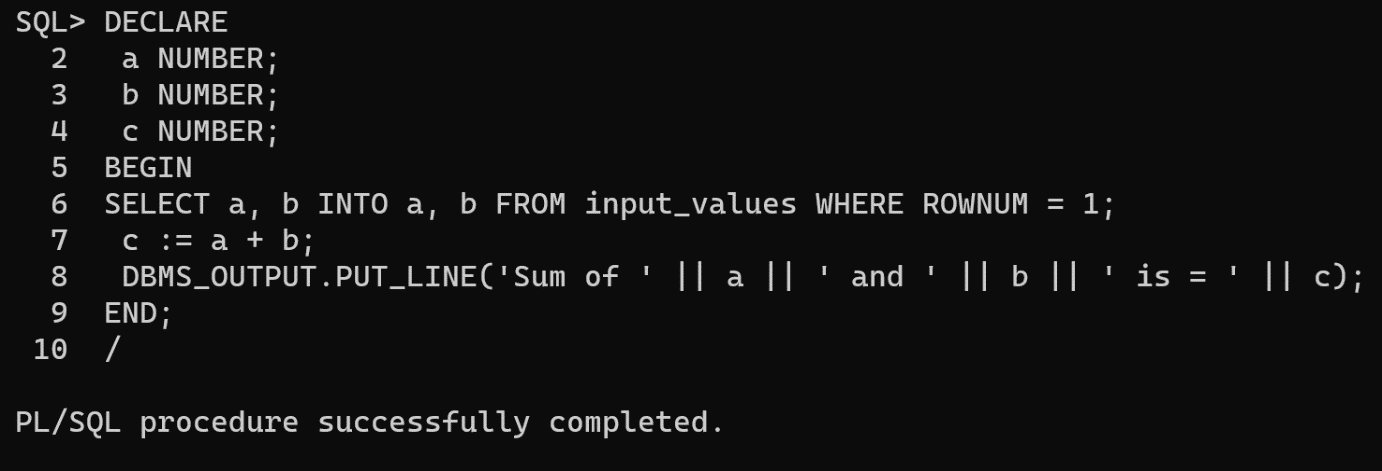 SQL> DECLARE
  2   a NUMBER;
  3   b NUMBER;
  4   c NUMBER;
  5  BEGIN
  6  SELECT a, b INTO a, b FROM input_values WHERE ROWNUM = 1;
  7   c := a + b;
  8   DBMS_OUTPUT.PUT_LINE('Sum of ' || a || ' and ' || b || ' is = ' || c);
  9  END;
 10  /
PL/SQL procedure successfully completed.